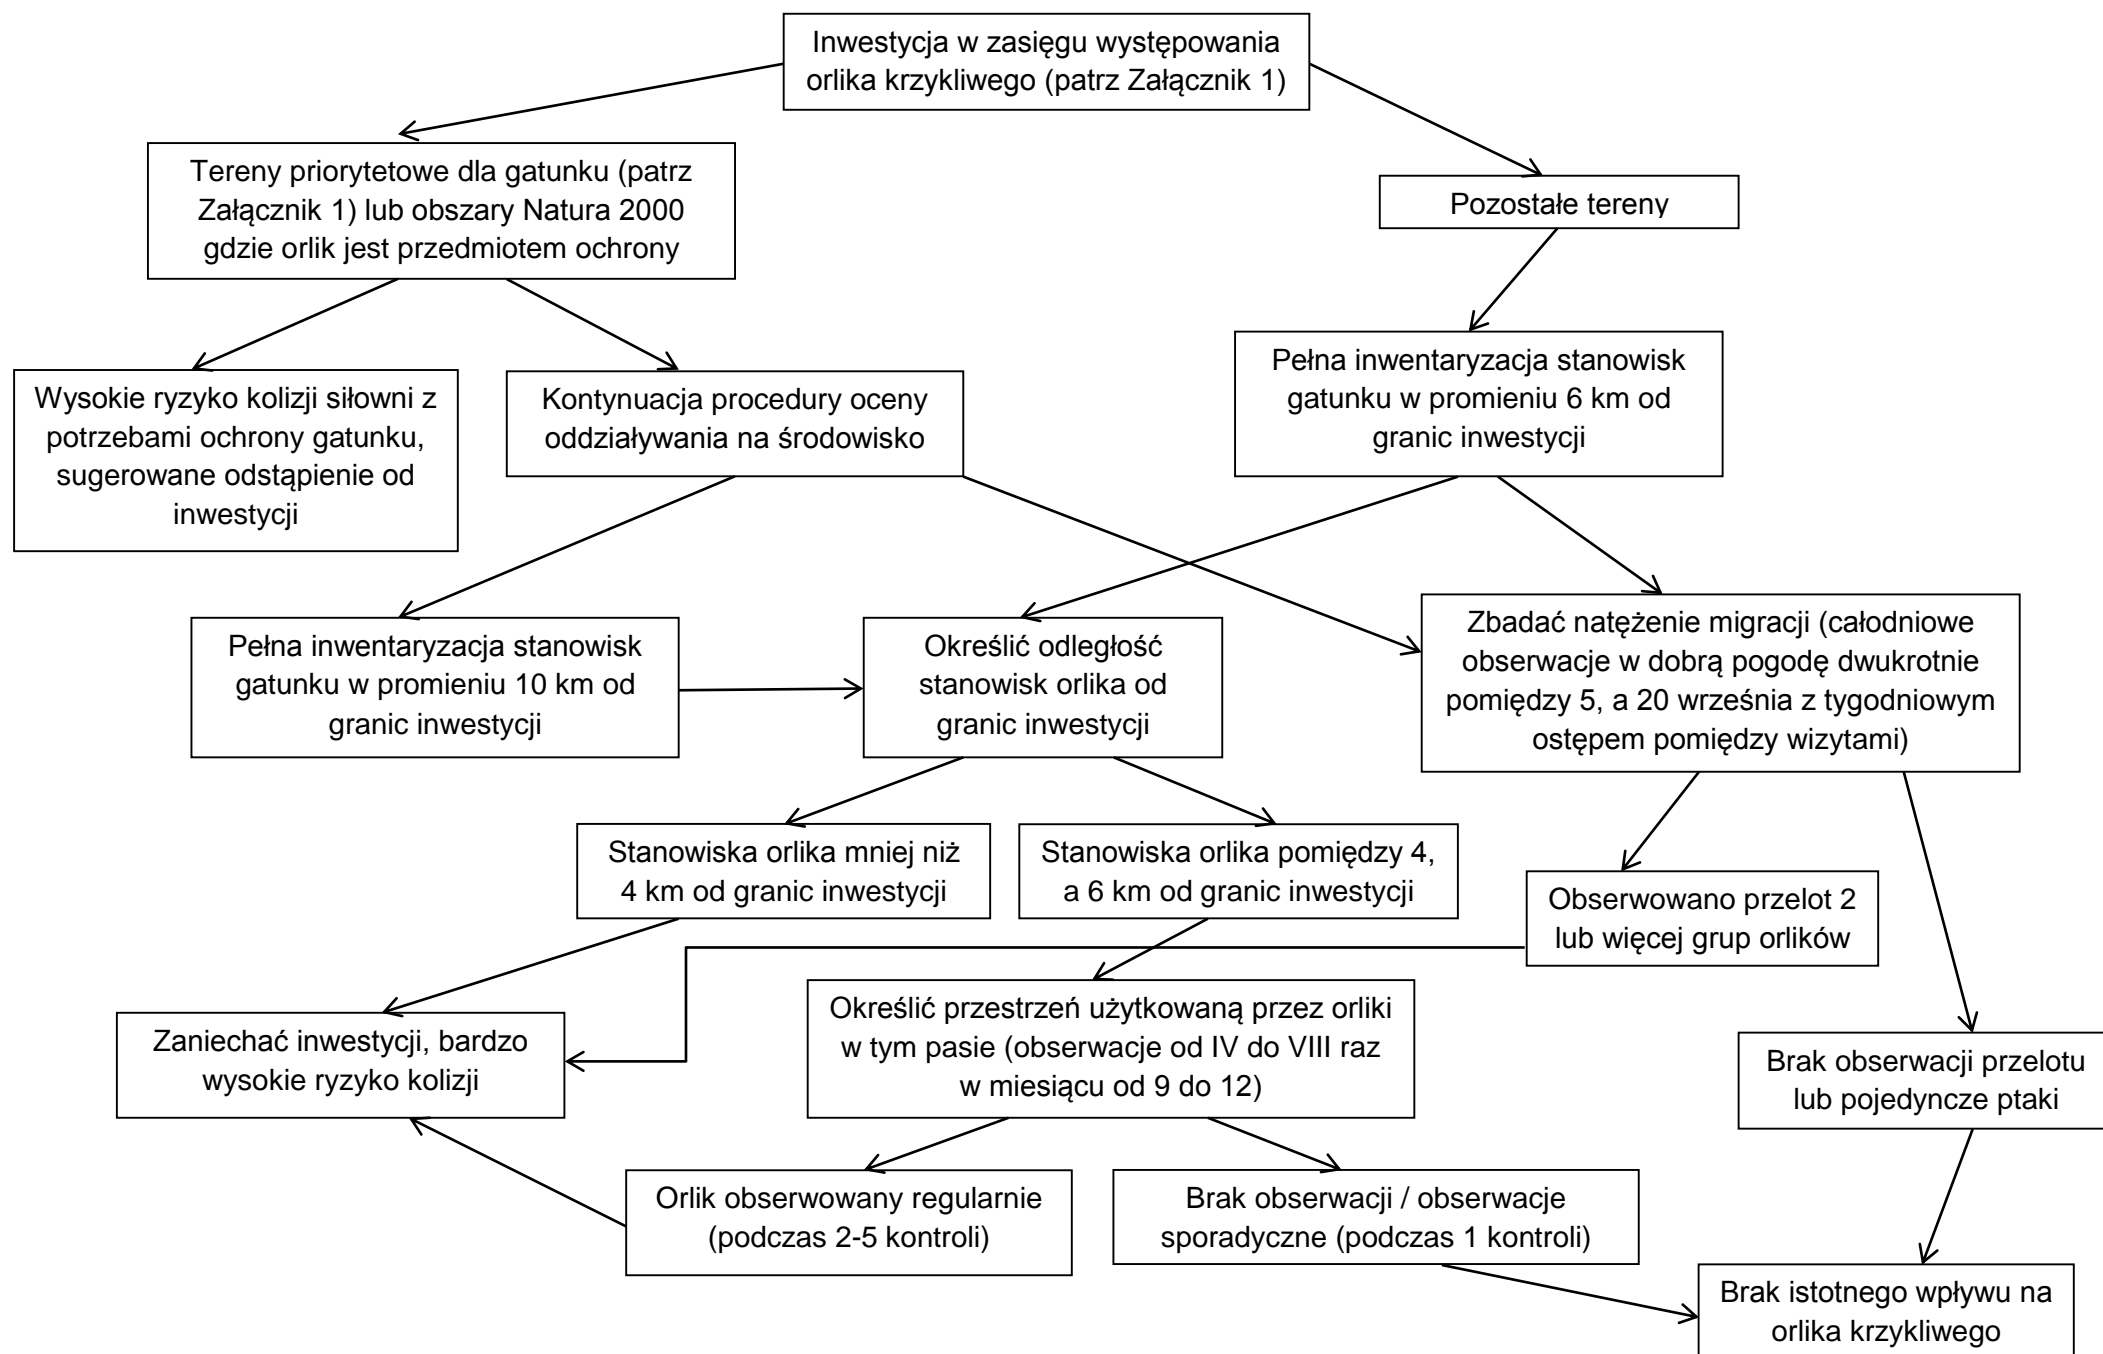 Inwestycja w zasięgu występowania
orlika krzykliwego (patrz Załącznik 1)
Tereny priorytetowe dla gatunku (patrz
Załącznik 1) lub obszary Natura 2000
gdzie orlik jest przedmiotem ochrony
Pozostałe tereny
Wysokie ryzyko kolizji siłowni z
potrzebami ochrony gatunku,
sugerowane odstąpienie od
inwestycji
Kontynuacja procedury oceny
oddziaływania na środowisko
Pełna inwentaryzacja stanowisk
gatunku w promieniu 6 km od
granic inwestycji
Pełna inwentaryzacja stanowisk
gatunku w promieniu 10 km od
granic inwestycji
Określić odległość
stanowisk orlika od
granic inwestycji
Zbadać natężenie migracji (całodniowe
obserwacje w dobrą pogodę dwukrotnie
pomiędzy 5, a 20 września z tygodniowym
ostępem pomiędzy wizytami)
Stanowiska orlika mniej niż
4 km od granic inwestycji
Stanowiska orlika pomiędzy 4,
a 6 km od granic inwestycji
Obserwowano przelot 2
lub więcej grup orlików
Zaniechać inwestycji, bardzo
wysokie ryzyko kolizji
Określić przestrzeń użytkowaną przez orliki
w tym pasie (obserwacje od IV do VIII raz
w miesiącu od 9 do 12)
Brak obserwacji przelotu
lub pojedyncze ptaki
Orlik obserwowany regularnie
(podczas 2-5 kontroli)
Brak obserwacji / obserwacje
sporadyczne (podczas 1 kontroli)
Brak istotnego wpływu na
orlika krzykliwego